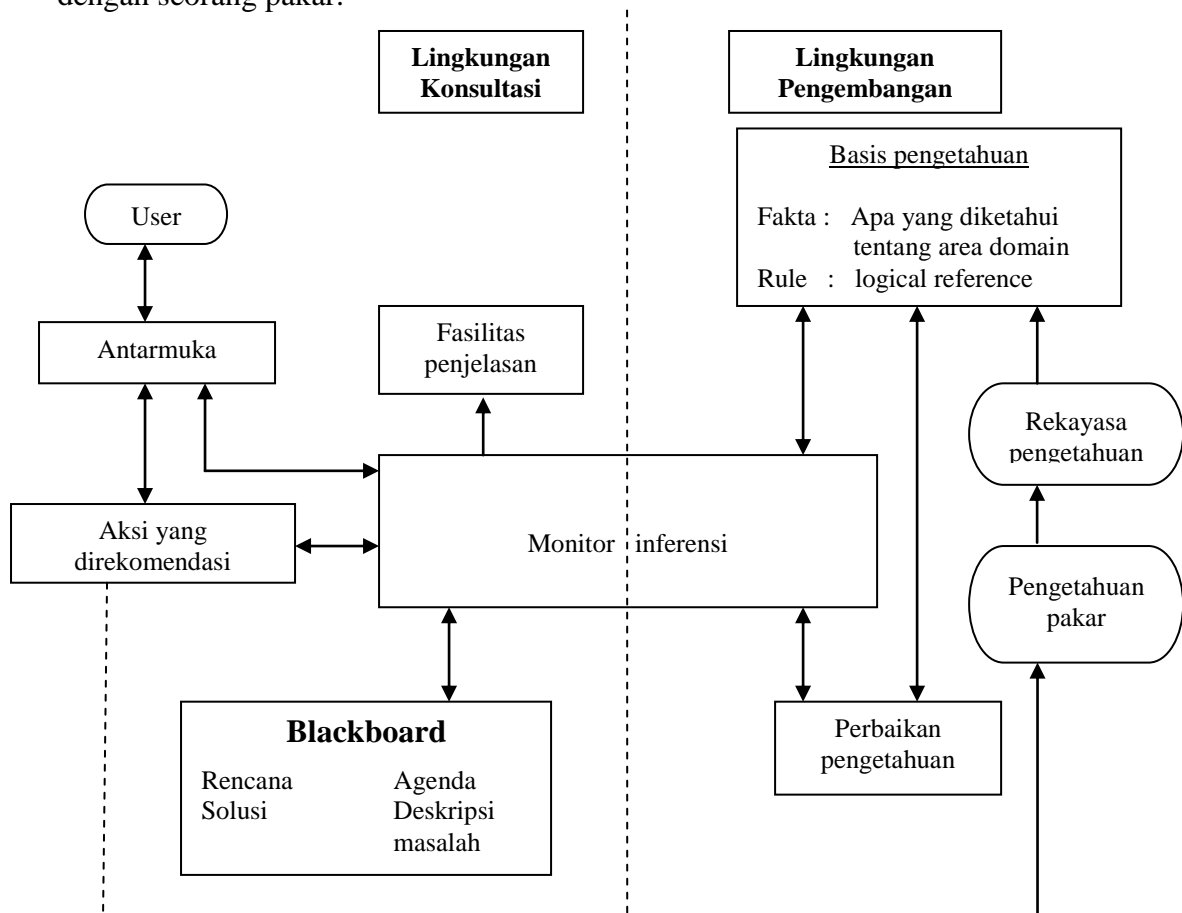 dengan seorang pakar.
Lingkungan
Konsultasi
Lingkungan
Pengembangan
Basis pengetahuan
Fakta : Apa yang diketahui
tentang area domain
Rule : logical reference
User
Antarmuka
Fasilitas
penjelasan
Rekayasa
pengetahuan
Aksi yang
direkomendasi
Monitor inferensi
Pengetahuan
pakar
Blackboard
Rencana Agenda
Solusi Deskripsi
masalah
Perbaikan
pengetahuan